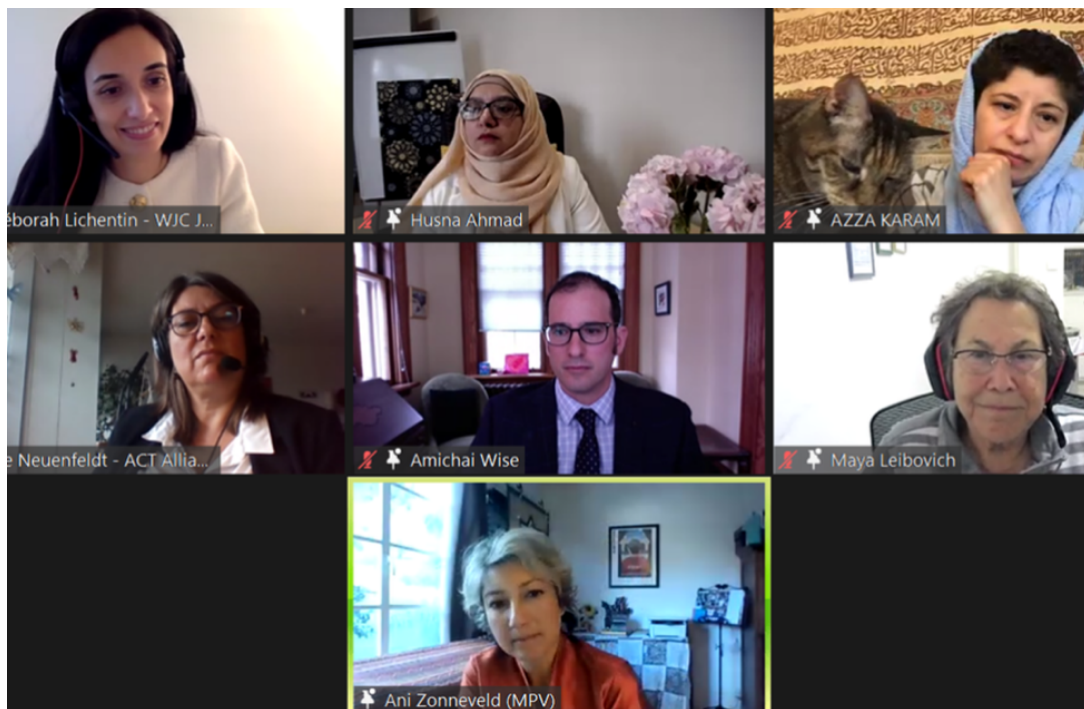 éborah Lichentin - WJC J...
Husna Ahmad
AZZA KARAM
e Neuenfeldt - ACT Allia...
Amichai Wise
Maya Leibovich
Ani Zonneveld (MPV)